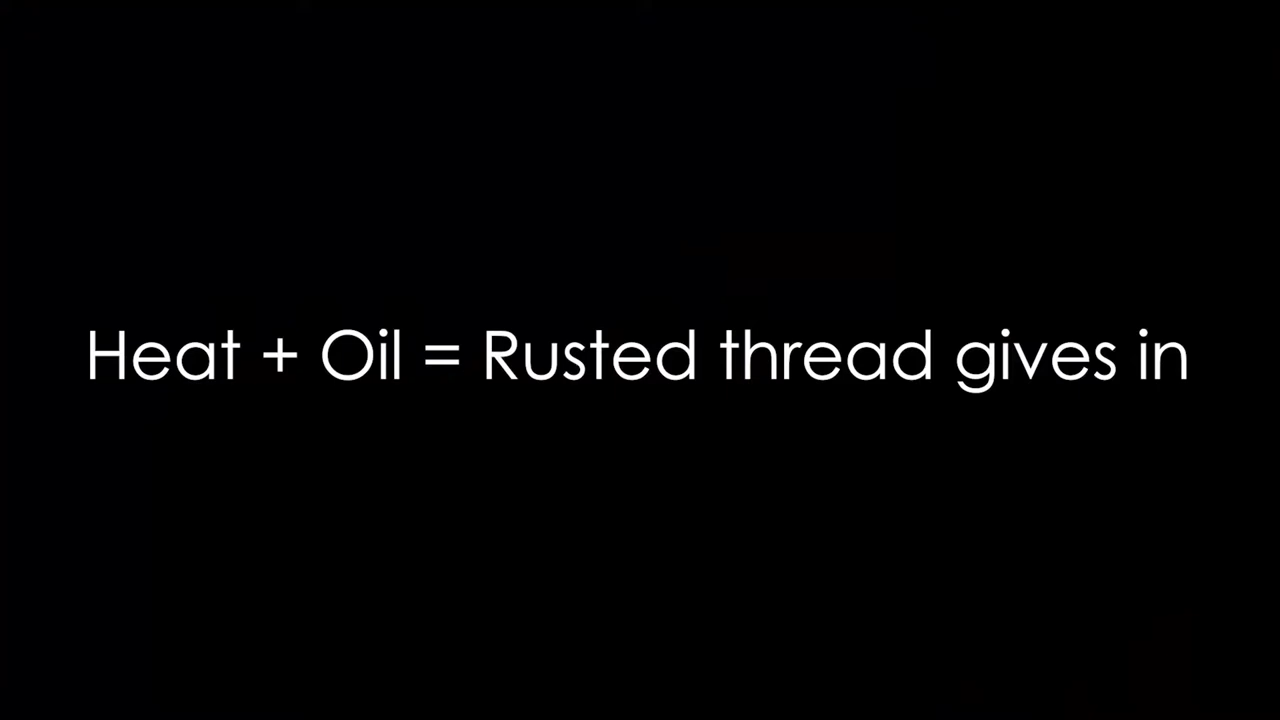 Heat + Oil = Rusted thread gives in